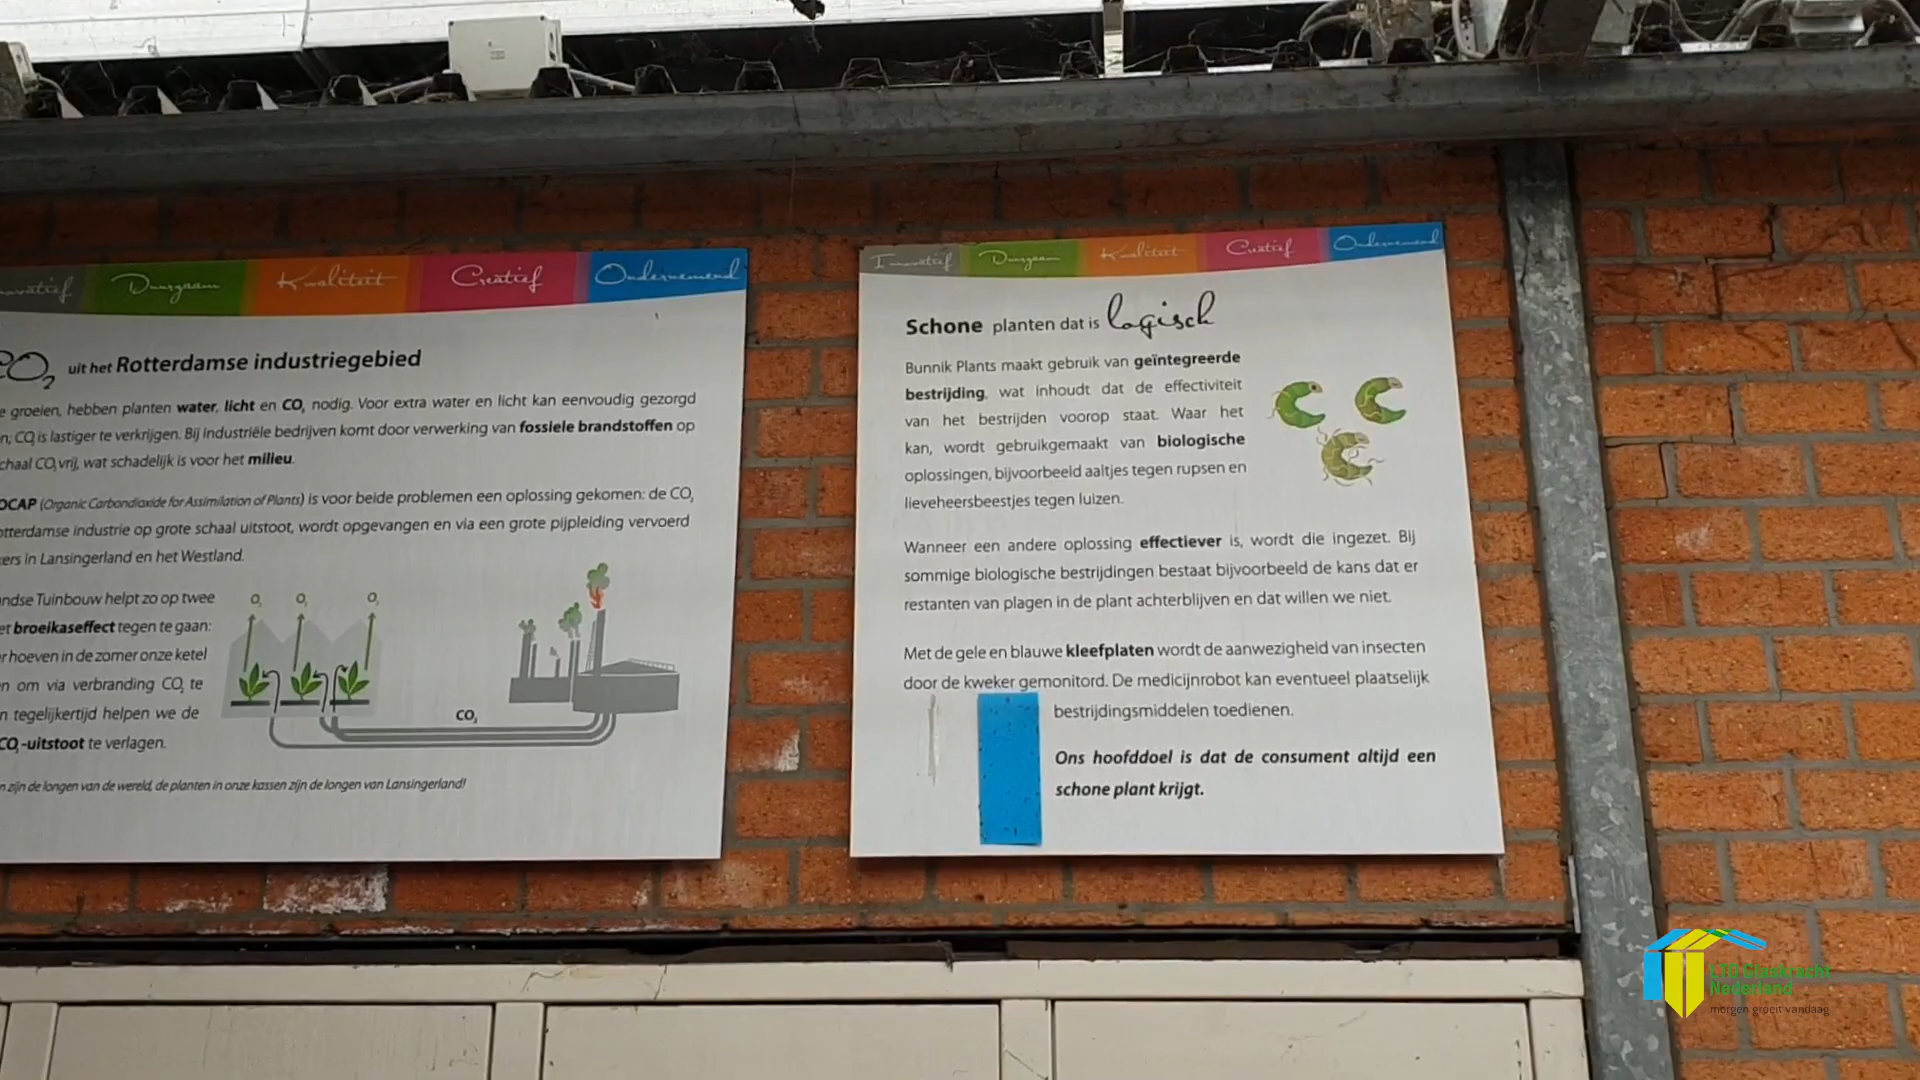 Duurzaam Kwaliteit Creatief Ondernemend
CO2 uit het Rotterdamse industriegebied
groeien, hebben planten water, licht en CO2 nodig. Voor extra water en licht kan eenvoudig gezorgd
CO2 is lastiger te verkrijgen. Bij industriële bedrijven komt door verwerking van fossiele brandstoffen op
CO2 vrij, wat schadelijk is voor het milieu.
OCAP (Organic Carbondioxide for Assimilation of Plants) is voor beide problemen een oplossing gekomen: de CO2
industrie op grote schaal uitstoot, wordt opgevangen en via een grote pijpleiding vervoerd
in Lansingerland en het Westland.
Tuinbouw helpt zo op twee
broeikaseffect tegen te gaan:
hoeven in de zomer onze ketel
om via verbranding CO2 te
tegelijkertijd helpen we de
CO2-uitstoot te verlagen.
O2 O2 O2
CO2
zijn de longen van de wereld, de planten in onze kassen zijn de longen van Lansingerland!
Innovatief Duurzaam Kwaliteit Creatief Ondernemend
Schone planten dat is logisch
Bunnik Plants maakt gebruik van geïntegreerde
bestrijding, wat inhoudt dat de effectiviteit
van het bestrijden voorop staat. Waar het
kan, wordt gebruikgemaakt van biologische
oplossingen, bijvoorbeeld aaltjes tegen rupsen en
lieveheersbeestjes tegen luizen.
Wanneer een andere oplossing effectiever is, wordt die ingezet. Bij
sommige biologische bestrijdingen bestaat bijvoorbeeld de kans dat er
restanten van plagen in de plant achterblijven en dat willen we niet.
Met de gele en blauwe kleefplaten wordt de aanwezigheid van insecten
door de kweker gemonitord. De medicijnrobot kan eventueel plaatselijk
bestrijdingsmiddelen toedienen.
Ons hoofddoel is dat de consument altijd een
schone plant krijgt.
LTO Glaskracht
Nederland
morgen groeit vandaag